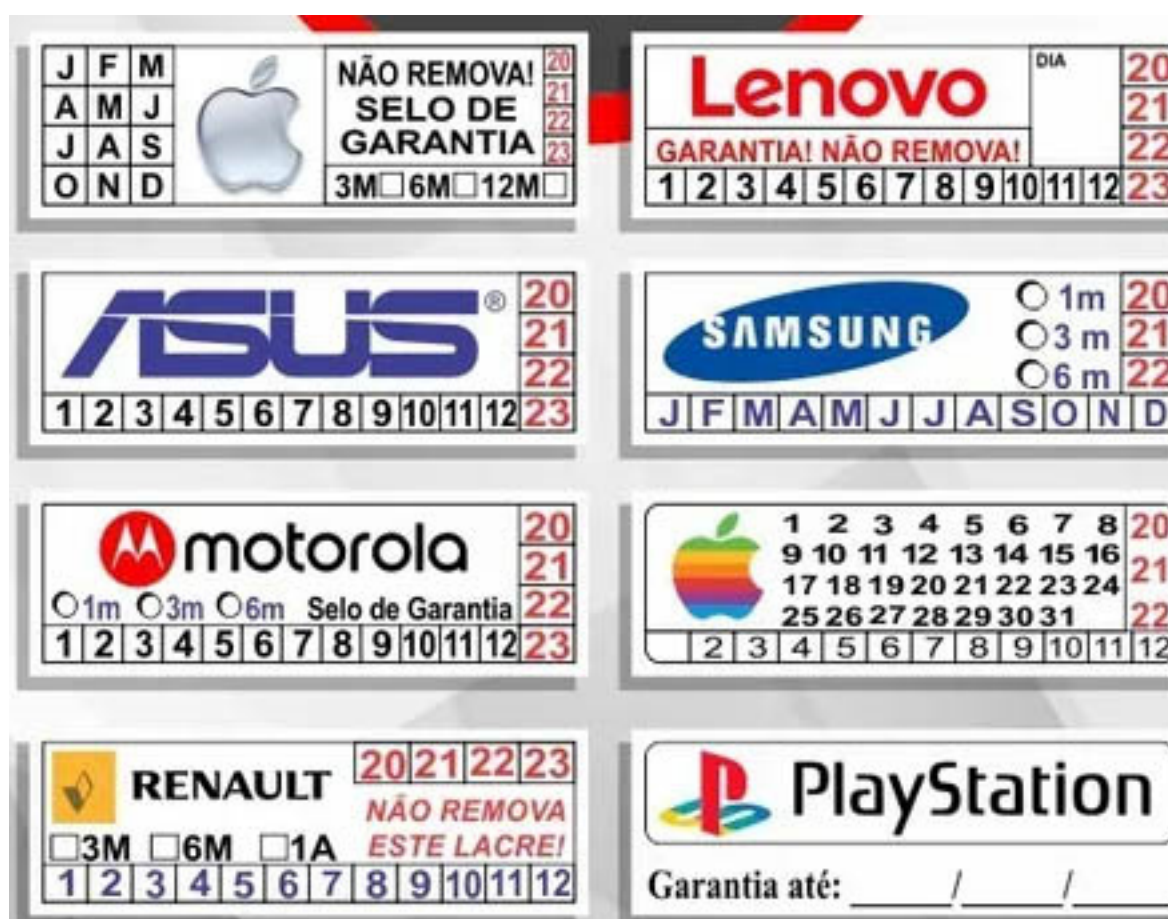 J F M
A M J
J A S
O N D
NÃO REMOVA!
SELO DE
GARANTIA
3M 6M 12M
20
21
22
23
Lenovo
DIA
GARANTIA! NÃO REMOVA!
1 2 3 4 5 6 7 8 9 10 11 12
20
21
22
23
ASUS®
1 2 3 4 5 6 7 8 9 10 11 12
20
21
22
23
SAMSUNG
1m
3 m
6 m
J F M A M J J A S O N D
20
21
22
motorola
1m 3m 6m Selo de Garantia
1 2 3 4 5 6 7 8 9 10 11 12
20
21
22
23
1 2 3 4 5 6 7 8
9 10 11 12 13 14 15 16
17 18 19 20 21 22 23 24
25 26 27 28 29 30 31
20
21
22
2 3 4 5 6 7 8 9 10 11 12
RENAULT
20 21 22 23
NÃO REMOVA
ESTE LACRE!
3M 6M 1A
1 2 3 4 5 6 7 8 9 10 11 12
PlayStation
Garantia até: ____/____/____